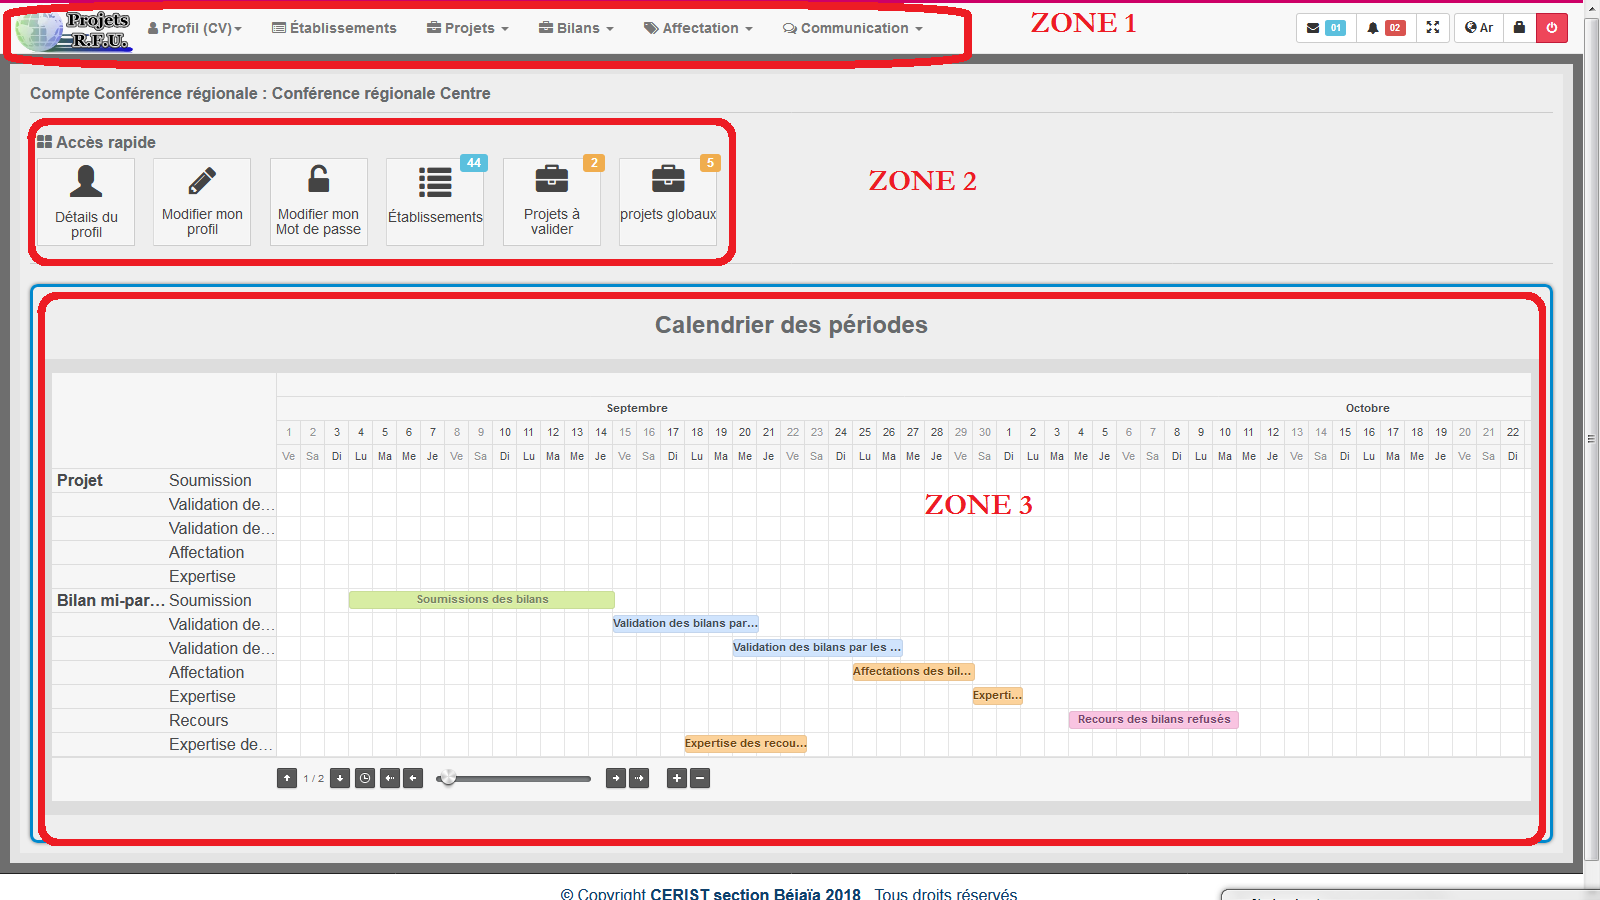 Projets
R.F.U.
Profil (CV)
Établissements
Projets
Bilans
Affectation
Communication
ZONE 1
01
02
Ar
Compte Conférence régionale : Conférence régionale Centre
Accès rapide
Détails du
profil
Modifier mon
profil
Modifier mon
Mot de passe
44
Établissements
2
Projets à
valider
5
projets globaux
ZONE 2
Calendrier des périodes
Septembre Octobre
1 2 3 4 5 6 7 8 9 10 11 12 13 14 15 16 17 18 19 20 21 22 23 24 25 26 27 28 29 30 1 2 3 4 5 6 7 8 9 10 11 12 13 14 15 16 17 18 19 20 21 22
Ve Sa Di Lu Ma Me Je Ve Sa Di Lu Ma Me Je Ve Sa Di Lu Ma Me Je Ve Sa Di Lu Ma Me Je Ve Sa Di Lu Ma Me Je Ve Sa Di Lu Ma Me Je Ve Sa Di Lu Ma Me Je Ve Sa Di
Projet Soumission
Validation de...
ZONE 3
Validation de...
Affectation
Expertise
Bilan mi-par... Soumission Soumissions des bilans
Validation de... Validation des bilans par...
Validation de... Validation des bilans par les ...
Affectation Affectations des bil...
Expertise Experti...
Recours Recours des bilans refusés
Expertise de... Expertise des recou...
1 / 2
© Copyright CERIST section Béjaïa 2018 Tous droits réservés